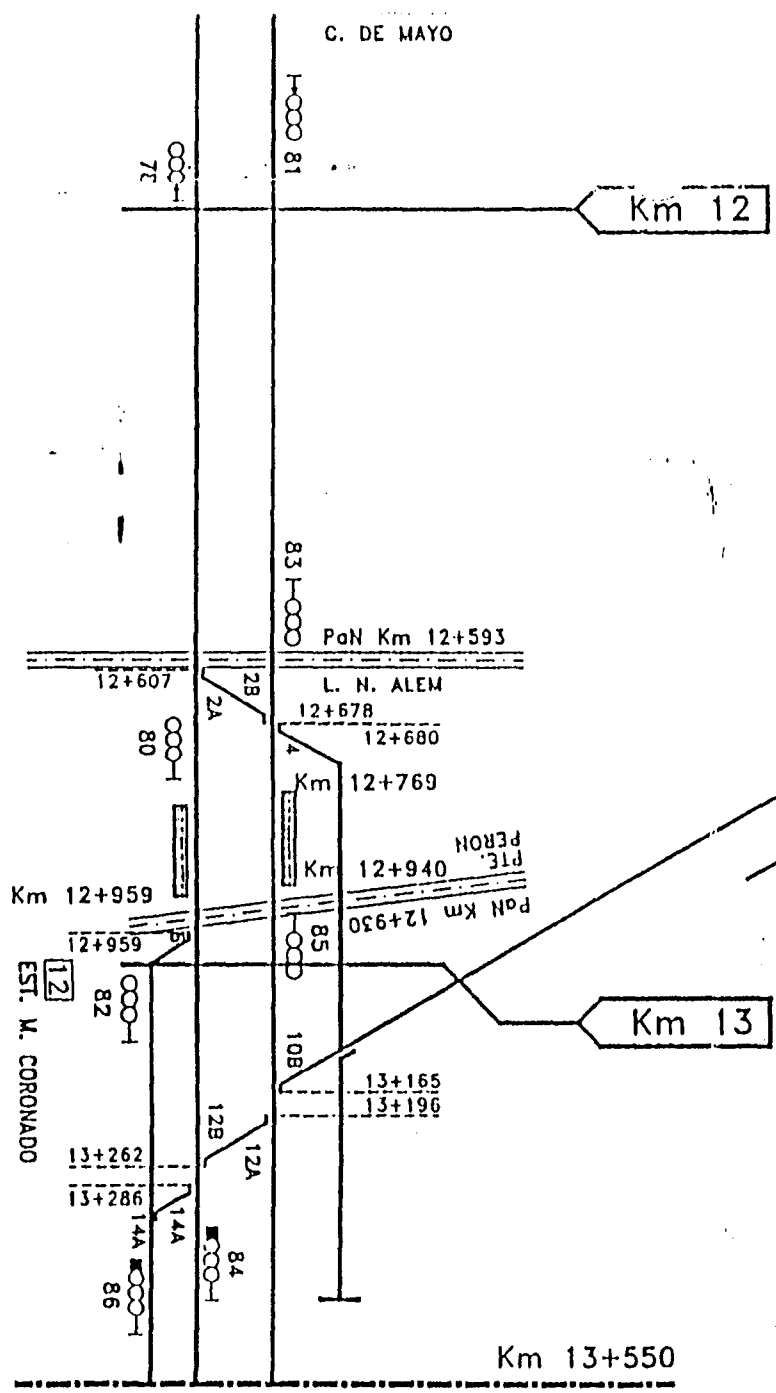 C. DE MAYO
81
Km 12
83
PaN Km 12+593
12+607
L. N. ALEM
2B
2A
12+678
12+680
4
80
Km 12+769
PTE.
PERON
Km 12+940
Km 12+959
PaN Km 12+930
12+959
85
12
82
EST. M. CORONADO
Km 13
10B
13+165
13+196
12B
12A
13+262
13+286
14A
14A
84
86
Km 13+550